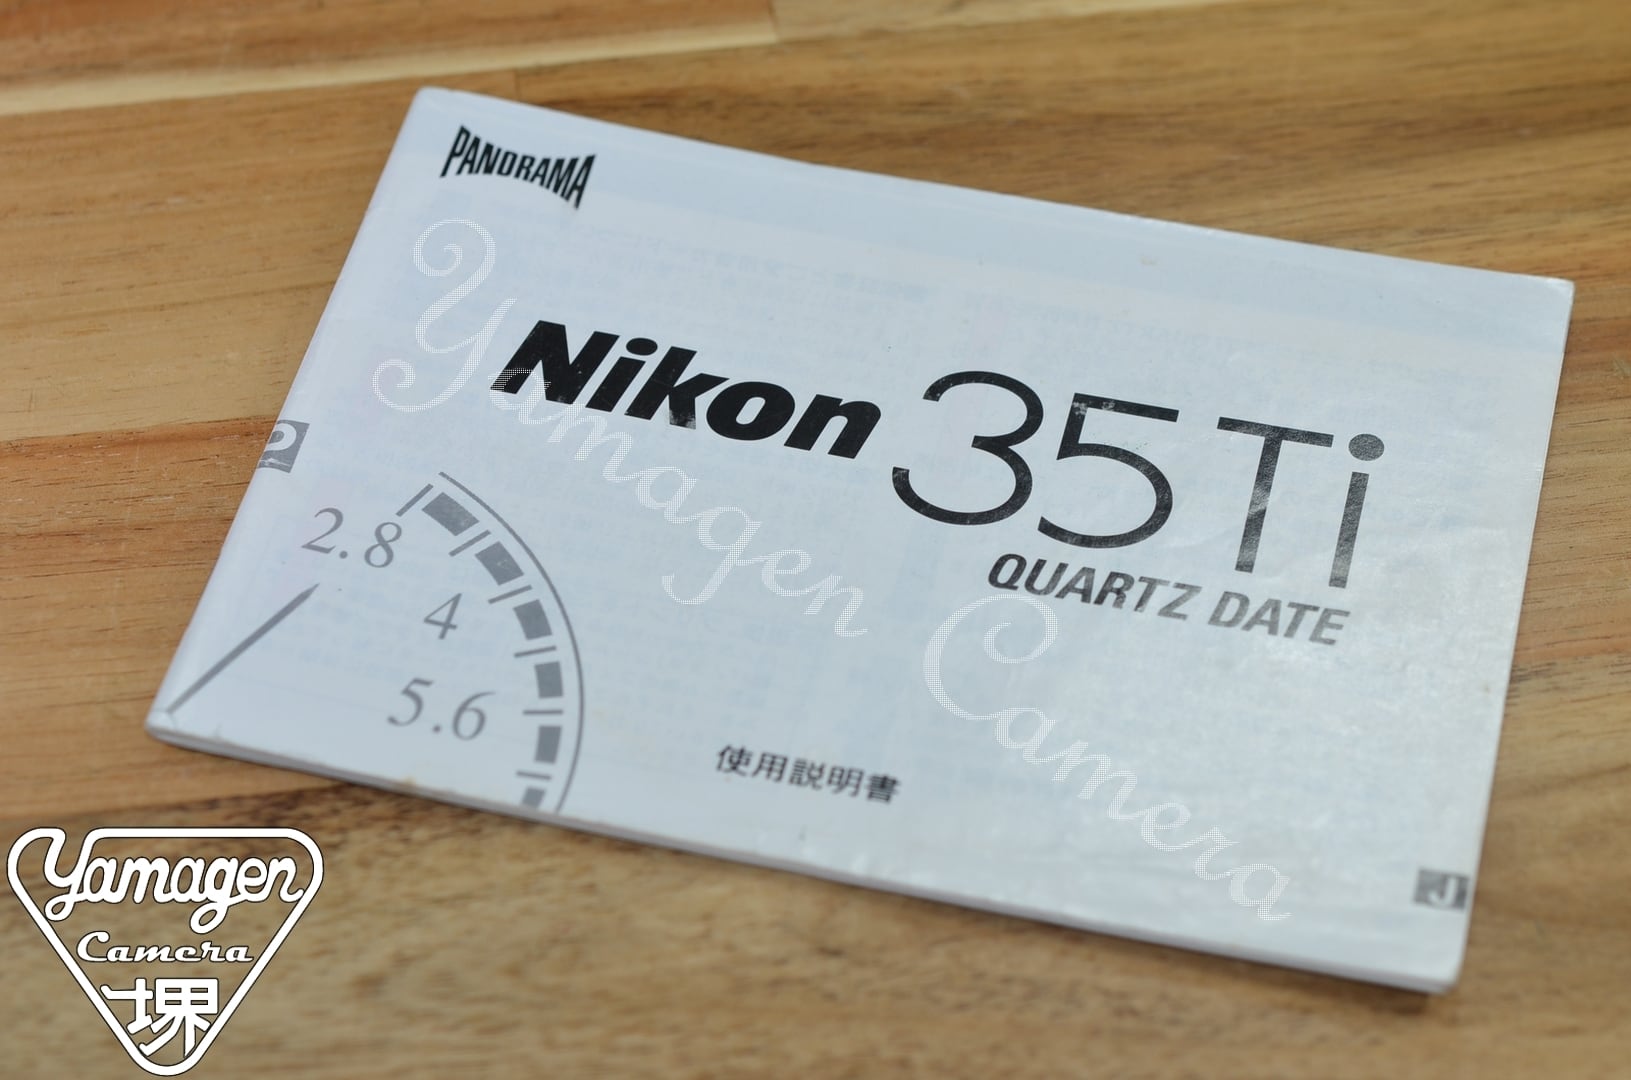 PANORAMA
Nikon 35Ti
QUARTZ DATE
P
2.8
4
5.6
使用説明書
J
Yamagen Camera
Yamagen
Camera
堺